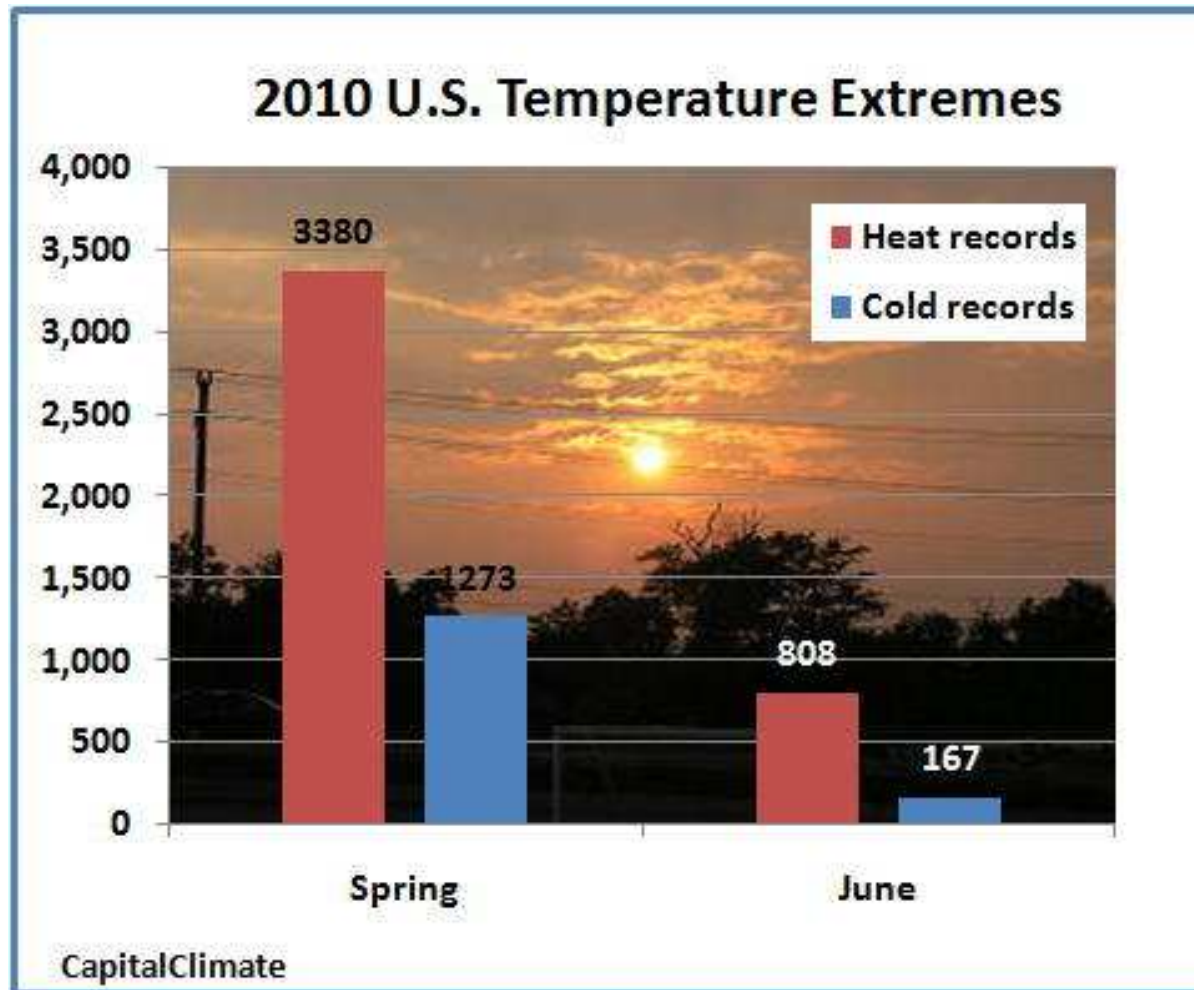 2010 U.S. Temperature Extremes
4,000
3,500
3,000
2,500
2,000
1,500
1,000
500
0
3380
1273
808
167
Heat records
Cold records
Spring
June
CapitalClimate